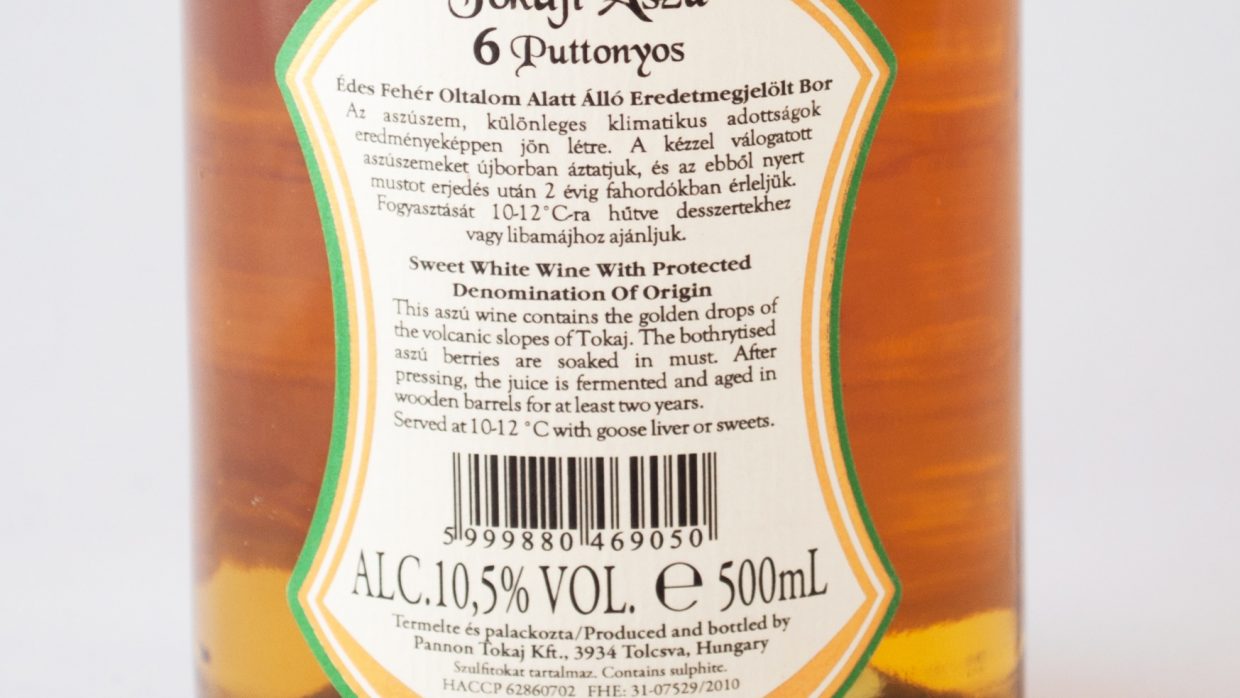 Tokaji Aszú
6 Puttonyos
Édes Fehér Oltalom Alatt Álló Eredetmegjelölt Bor
Az aszúszem, különleges klimatikus adottságok
eredményeképpen jön létre. A kézzel válogatott
aszúszemeket újborban áztatjuk, és az ebből nyert
mustot erjedés után 2 évig fahordókban érleljük.
Fogyasztását 10-12°C-ra hűtve desszertekhez
vagy libamájhoz ajánljuk.
Sweet White Wine With Protected
Denomination Of Origin
This aszú wine contains the golden drops of
the volcanic slopes of Tokaj. The bothrytised
aszú berries are soaked in must. After
pressing, the juice is fermented and aged in
wooden barrels for at least two years.
Served at 10-12 °C with goose liver or sweets.
5 999880 469050
ALC.10,5% VOL. ℮ 500mL
Termelte és palackozta/Produced and bottled by
Pannon Tokaj Kft., 3934 Tolcsva, Hungary
Szulfitokat tartalmaz. Contains sulphite.
HACCP 62860702 FHE: 31-07529/2010